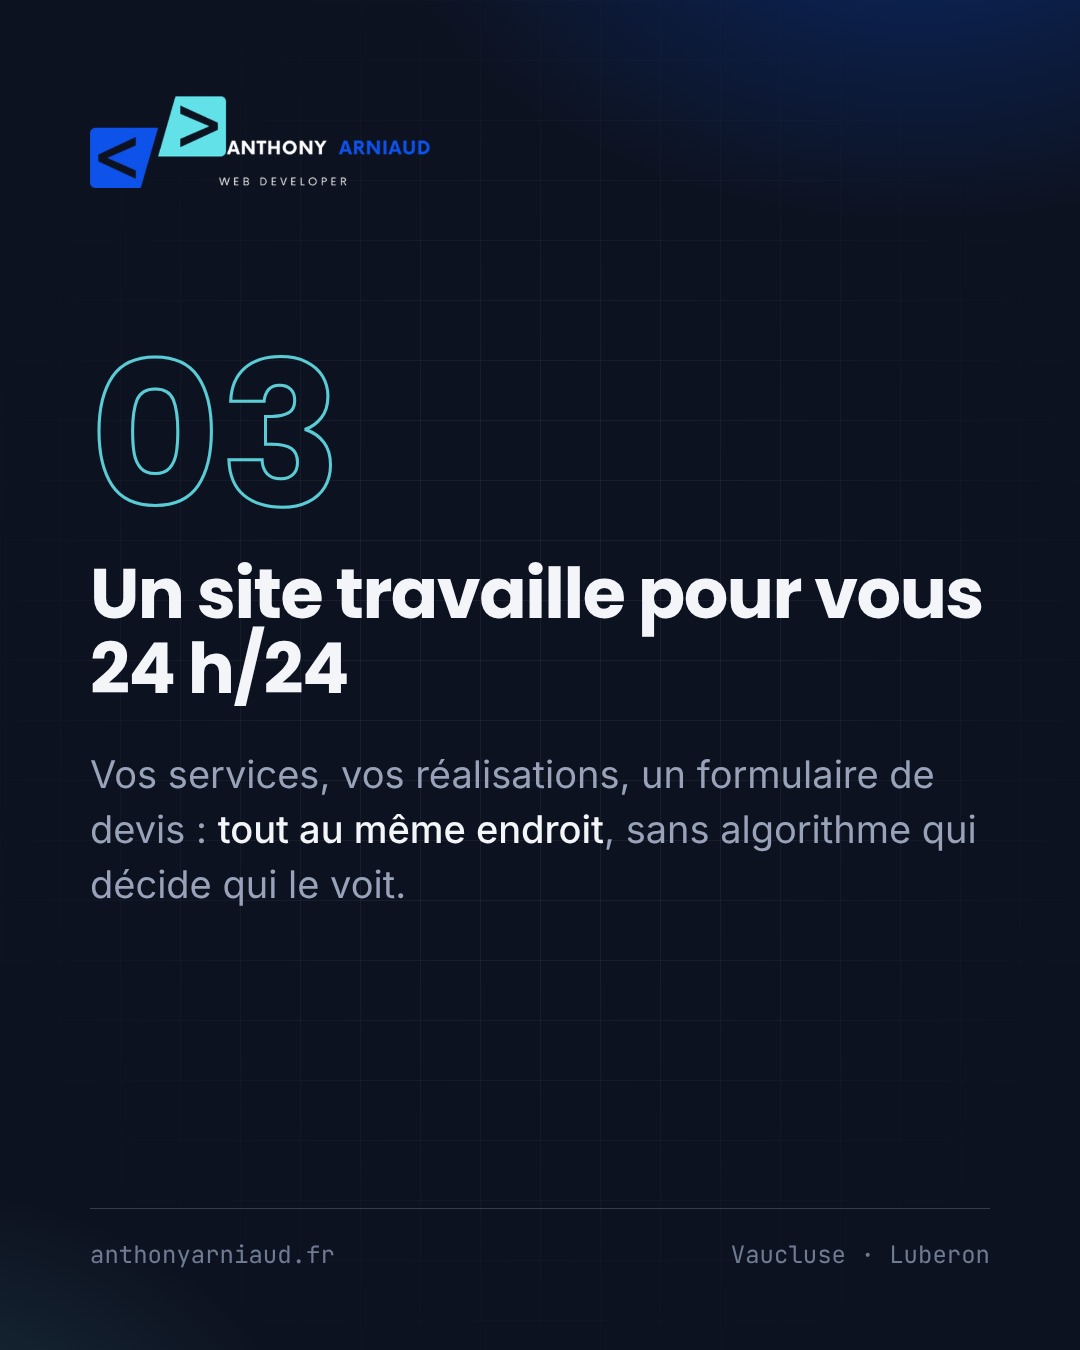 < >
ANTHONY ARNIAUD
WEB DEVELOPER
03
Un site travaille pour vous
24 h/24
Vos services, vos réalisations, un formulaire de
devis : tout au même endroit, sans algorithme qui
décide qui le voit.
anthonyarniaud.fr
Vaucluse · Luberon